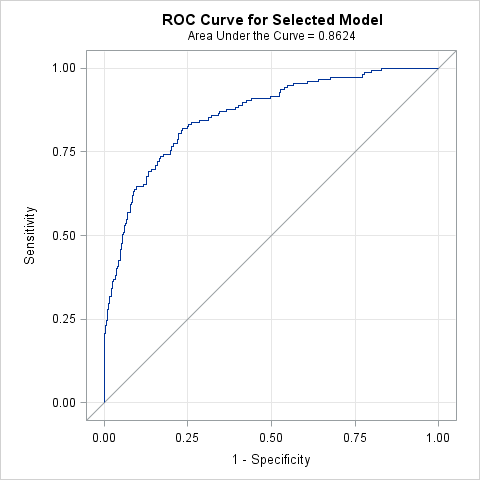 ROC Curve for Selected Model
Area Under the Curve = 0.8624
1.00
0.75
0.50
0.25
0.00
Sensitivity
0.00 0.25 0.50 0.75 1.00
1 - Specificity